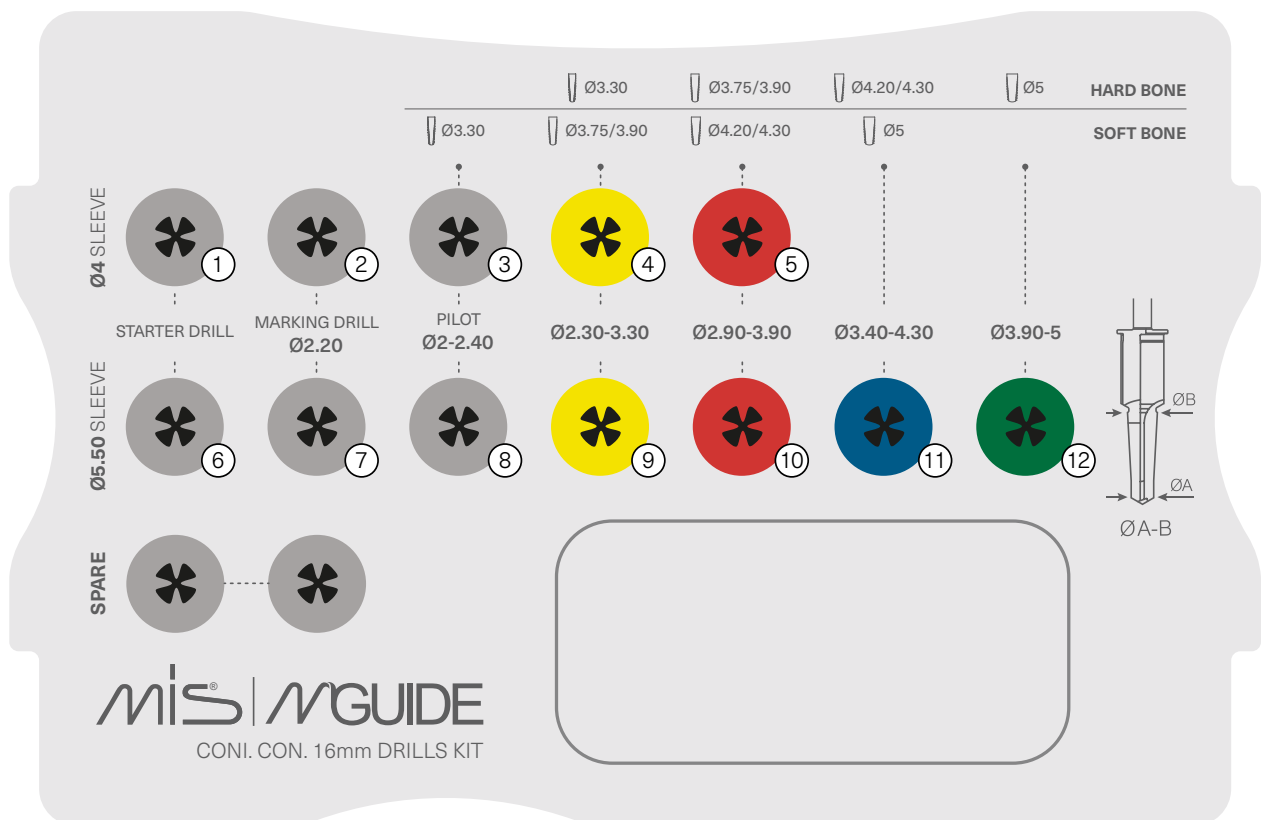 Ø3.30 Ø3.75/3.90 Ø4.20/4.30 Ø5 HARD BONE
Ø3.30 Ø3.75/3.90 Ø4.20/4.30 Ø5 SOFT BONE
Ø4 SLEEVE
1 2 3 4 5
STARTER DRILL
MARKING DRILL
Ø2.20
PILOT
Ø2-2.40
Ø2.30-3.30
Ø2.90-3.90
Ø3.40-4.30
Ø3.90-5
Ø5.50 SLEEVE
6 7 8 9 10 11 12
ØB
ØA
ØA-B
SPARE
MIS® | MGUIDE
CONI. CON. 16mm DRILLS KIT